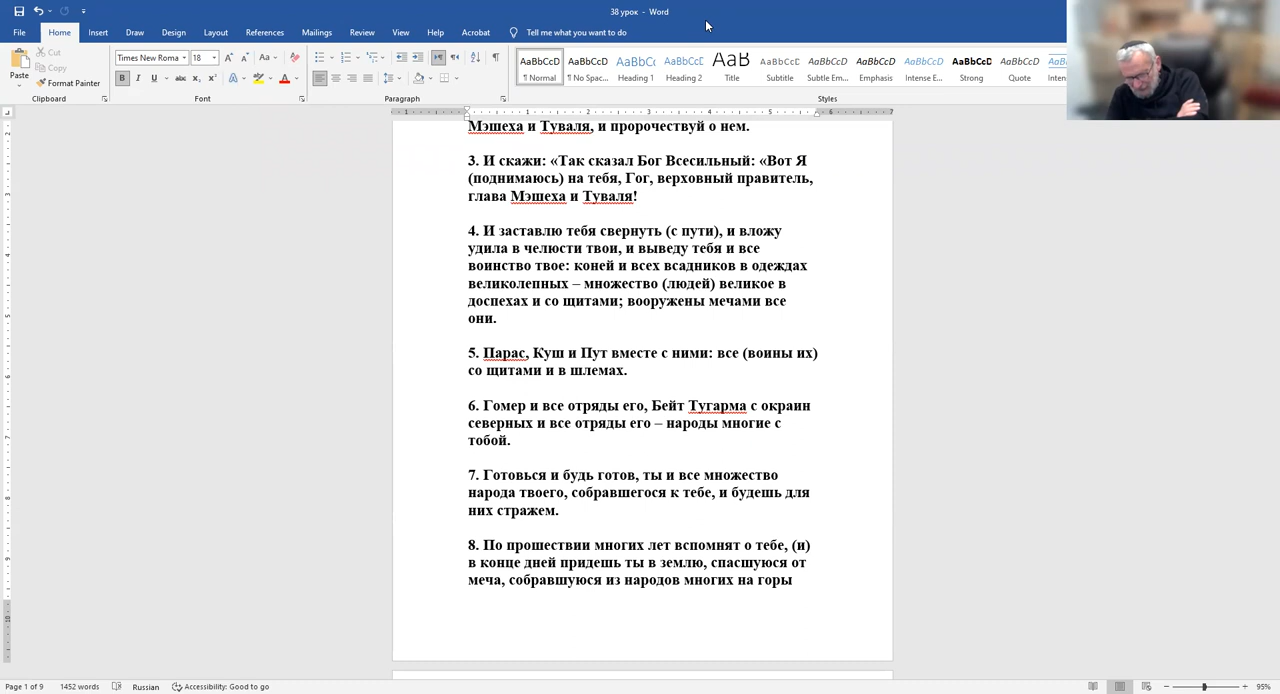 38 урок - Word
File Home Insert Draw Design Layout References Mailings Review View Help Acrobat Tell me what you want to do
Paste
Cut
Copy
Format Painter
Clipboard
Times New Roma 18
Font
Paragraph
AaBbCcD AaBbCcD AaBbCc AaBbCcD AaB AaBbCcD AaBbCcD AaBbCcD AaBbCcD AaBbCcD AaBbCcD
¶ Normal ¶ No Spac... Heading 1 Heading 2 Title Subtitle Subtle Em... Emphasis Intense E... Strong Quote
Styles
Мэшеха и Туваля, и пророчествуй о нем.
3. И скажи: «Так сказал Бог Всесильный: «Вот Я
(поднимаюсь) на тебя, Гог, верховный правитель,
глава Мэшеха и Туваля!
4. И заставлю тебя свернуть (с пути), и вложу
удила в челюсти твои, и выведу тебя и все
воинство твое: коней и всех всадников в одеждах
великолепных – множество (людей) великое в
доспехах и со щитами; вооружены мечами все
они.
5. Парас, Куш и Пут вместе с ними: все (воины их)
со щитами и в шлемах.
6. Гомер и все отряды его, Бейт Тугарма с окраин
северных и все отряды его – народы многие с
тобой.
7. Готовься и будь готов, ты и все множество
народа твоего, собравшегося к тебе, и будешь для
них стражем.
8. По прошествии многих лет вспомнят о тебе, (и)
в конце дней придешь ты в землю, спасшуюся от
меча, собравшуюся из народов многих на горы
Page 1 of 9 1452 words Russian Accessibility: Good to go 95%